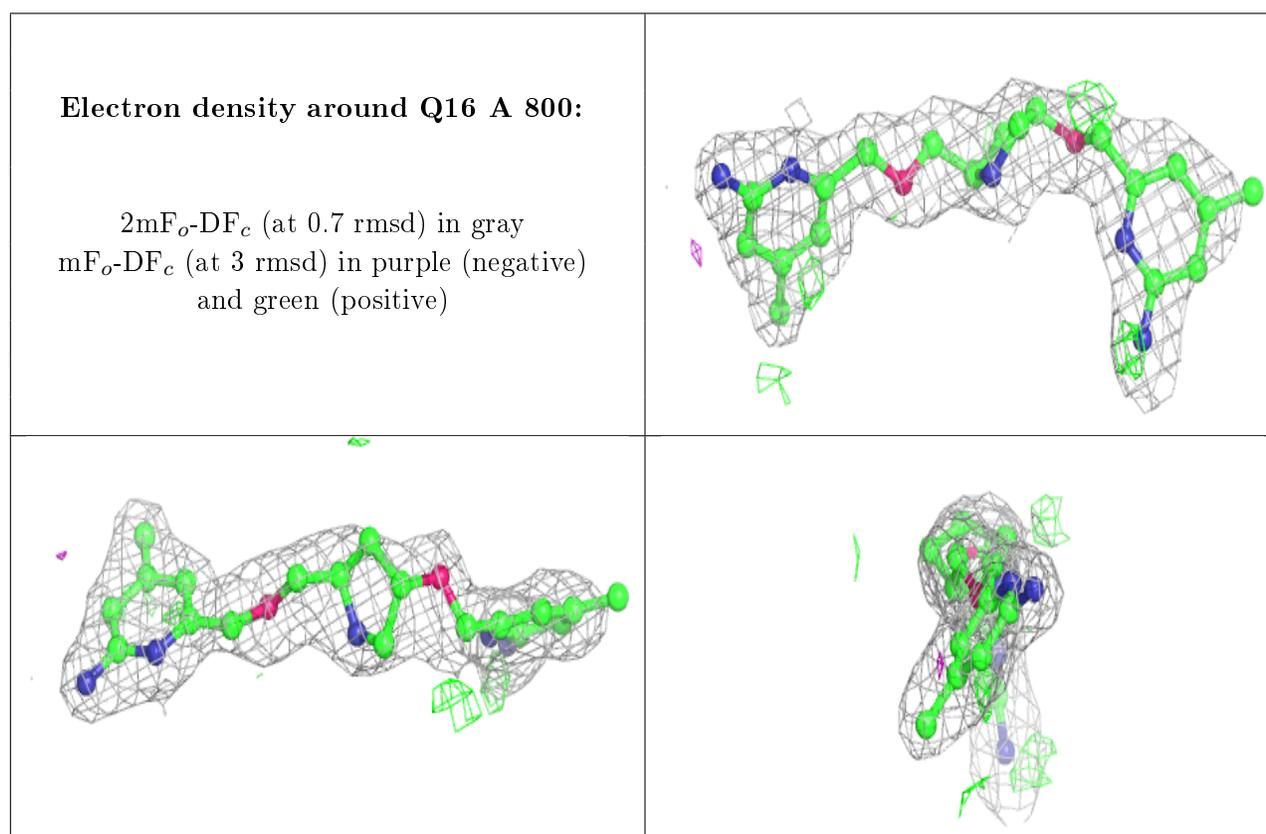 Electron density around Q16 A 800:
2mFo-DFc (at 0.7 rmsd) in gray
mFo-DFc (at 3 rmsd) in purple (negative)
and green (positive)